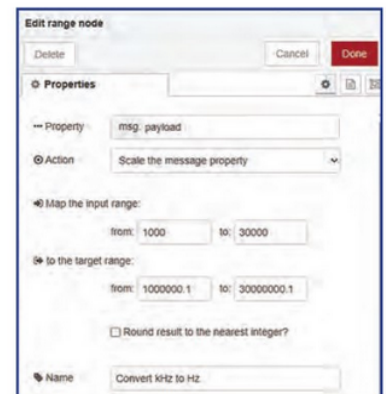 Edit range node
Delete Cancel Done
Properties
Property msg. payload
Action Scale the message property
Map the input range:
from: 1000 to: 30000
to the target range:
from: 1000000.1 to: 30000000.1
Round result to the nearest integer?
Name Convert kHz to Hz